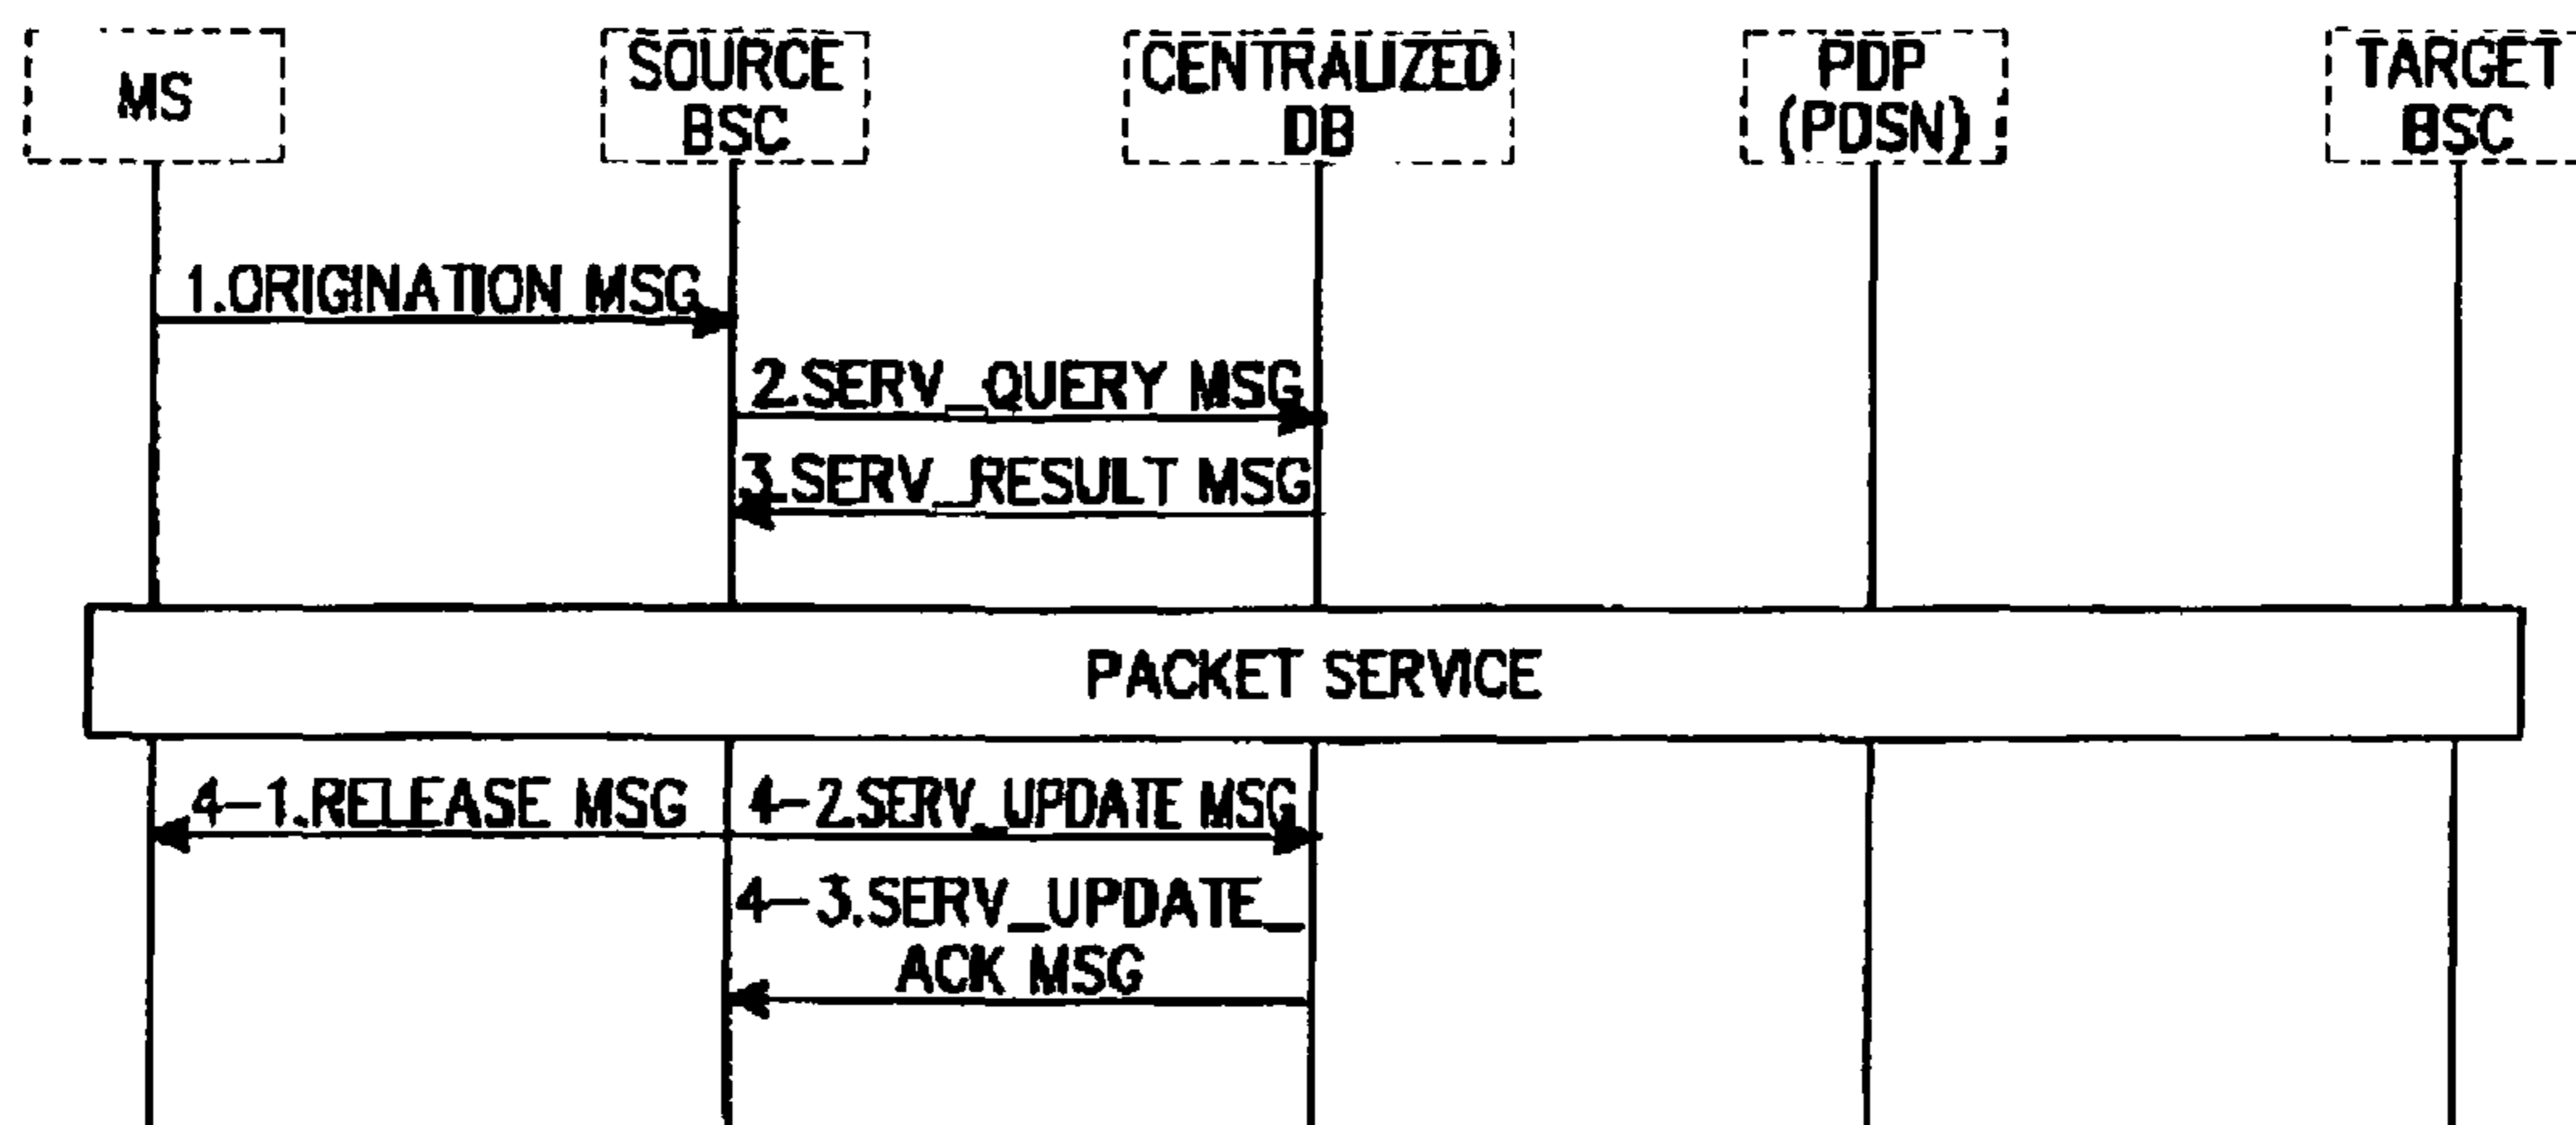 MS
SOURCE
BSC
CENTRALIZED
DB
PDP
(PDSN)
TARGET
BSC
1.ORIGINATION MSG
2.SERV_QUERY MSG
3.SERV_RESULT MSG
PACKET SERVICE
4-1.RELEASE MSG
4-2.SERV_UPDATE MSG
4-3.SERV_UPDATE_
ACK MSG